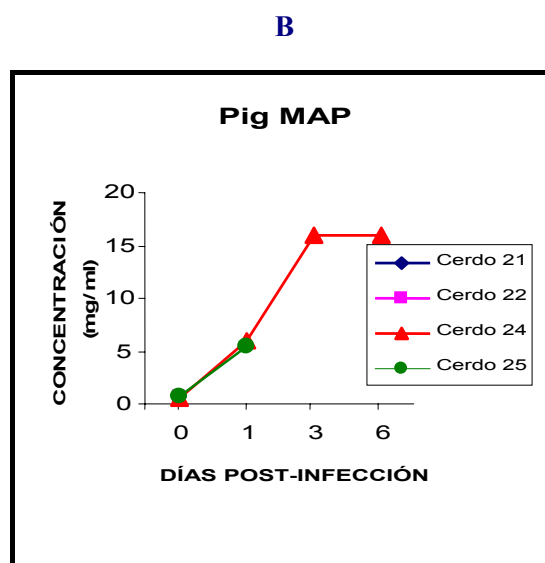 B
Pig MAP
CONCENTRACIÓN
(mg/ml)
20
15
10
5
0
0 1 3 6
DÍAS POST-INFECCIÓN
Cerdo 21
Cerdo 22
Cerdo 24
Cerdo 25